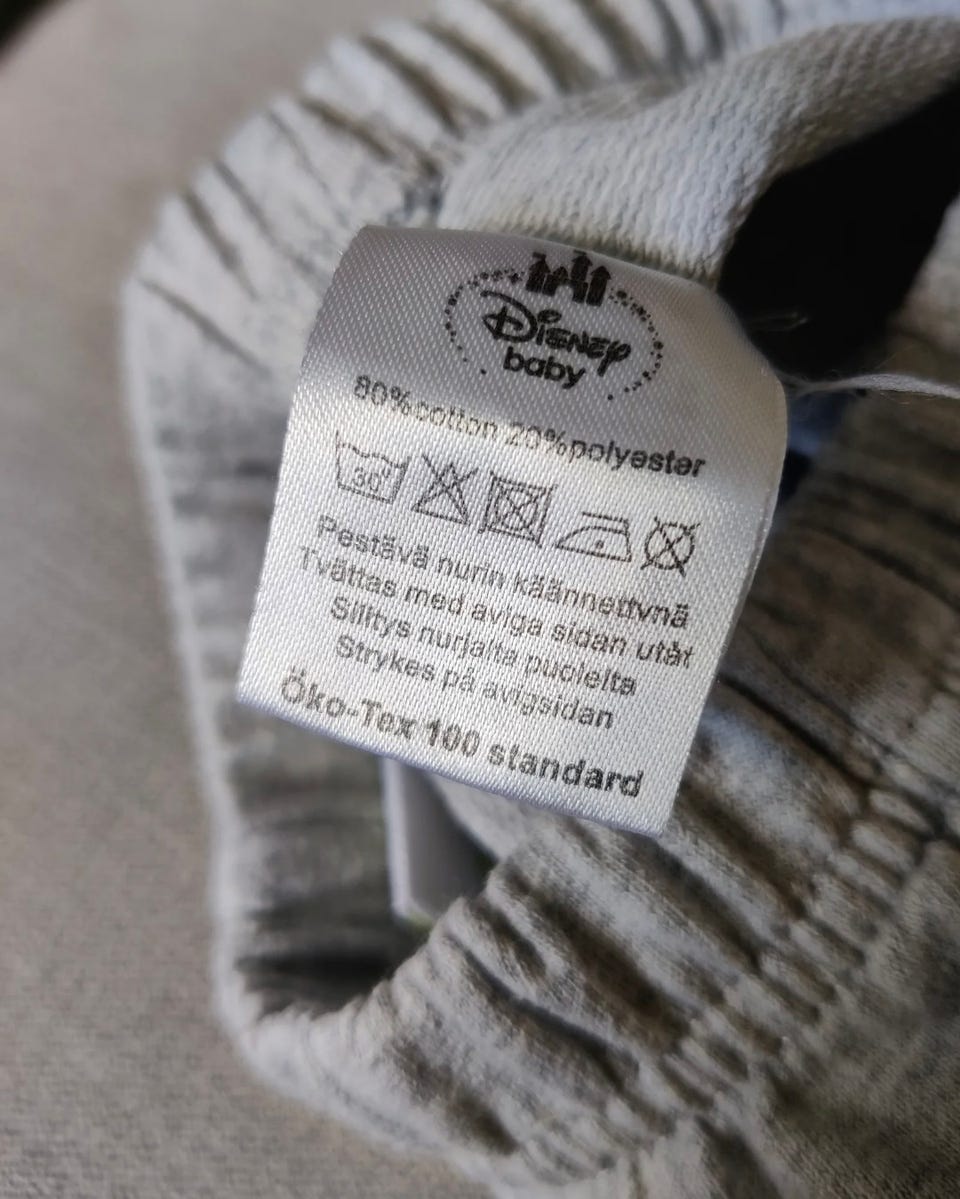 Disney
baby
80%cotton 20%polyester
30°
Pestävä nurin käännettynä
Tvättas med aviga sidan utåt
Silitys nurjalta puolelta
Strykes på avigsidan
Öko-Tex 100 standard